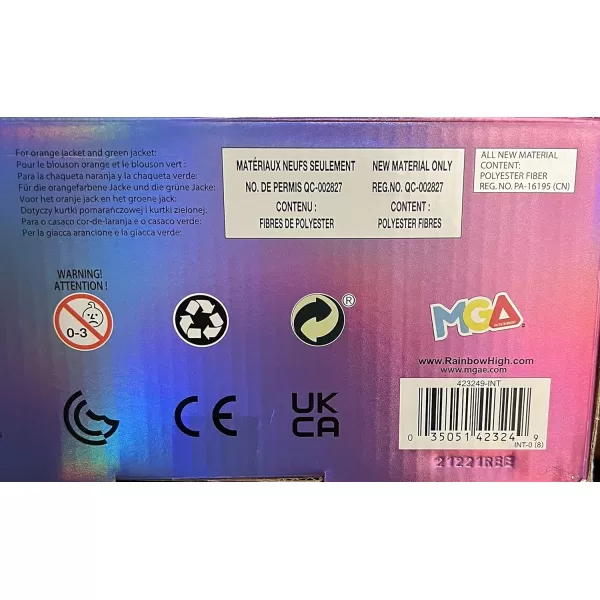 For orange jacket and green jacket:
Pour le blouson orange et le blouson vert :
Para la chaqueta naranja y la chaqueta verde:
Für die orangefarbene Jacke und die grüne Jacke:
Voor het oranje jack en het groene jack:
Dotyczy kurtki pomarańczowej i kurtki zielonej.
Para o casaco cor-de-laranja e o casaco verde:
Per la giacca arancione e la giacca verde:
MATÉRIAUX NEUFS SEULEMENT
NO. DE PERMIS QC-002827
CONTENU :
FIBRES DE POLYESTER
NEW MATERIAL ONLY
REG.NO. QC-002827
CONTENT :
POLYESTER FIBRES
ALL NEW MATERIAL
CONTENT:
POLYESTER FIBER
REG. NO. PA-16195 (CN)
WARNING!
ATTENTION !
0-3
®
MGA
CE
UK
CA
www.RainbowHigh.com
www.mgae.com
423249-INT
0 35051 42324 9
INT-0 (8)
21221RBE